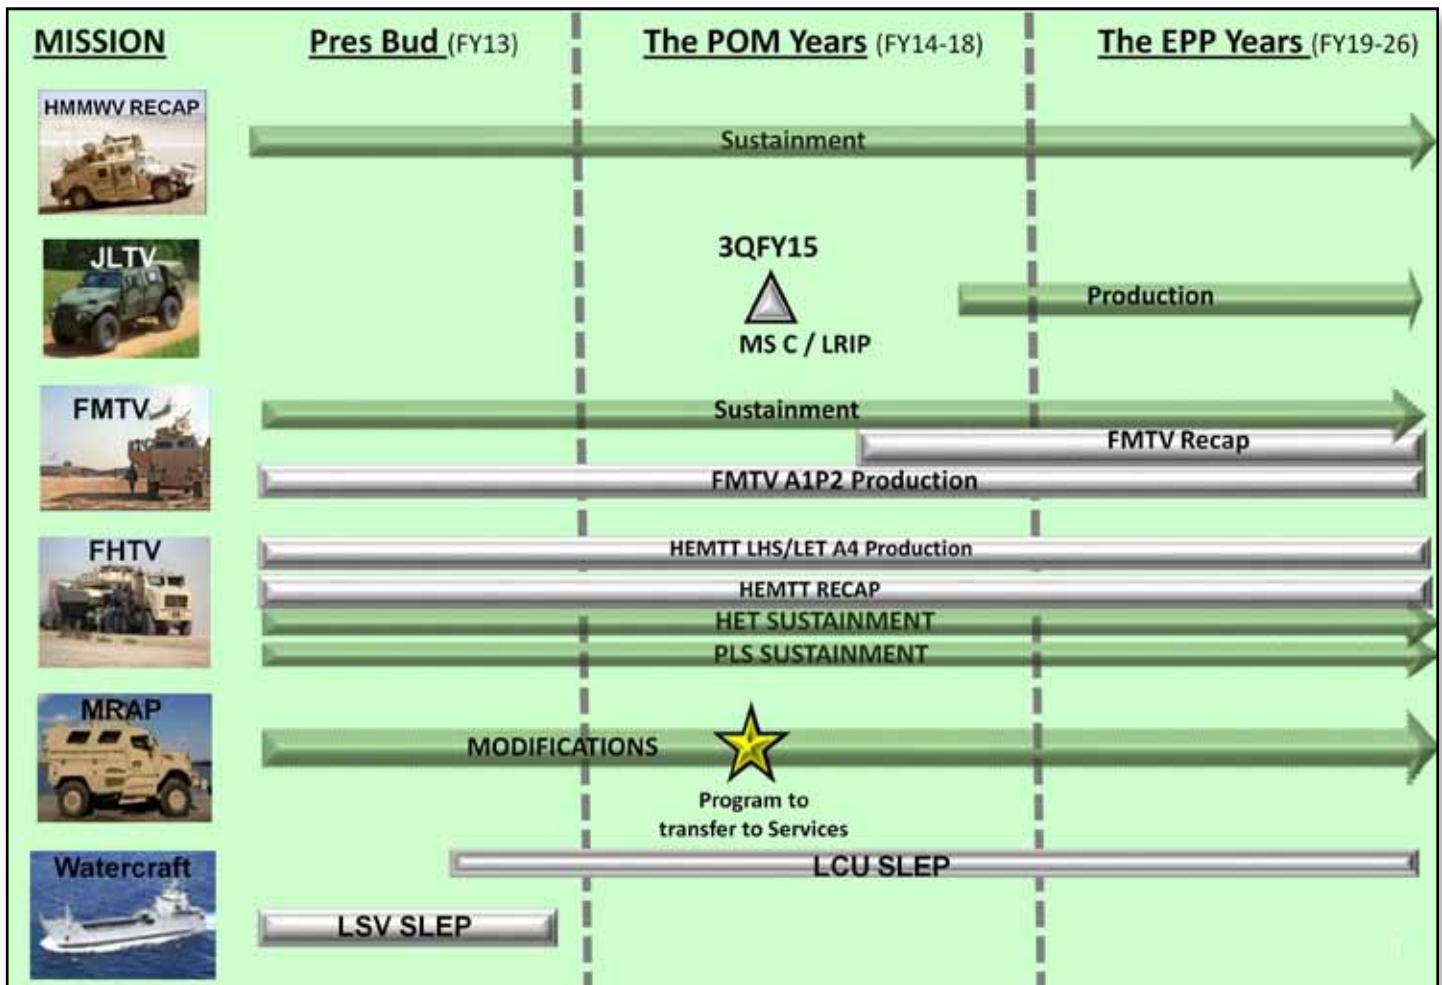 MISSION
Pres Bud (FY13)
The POM Years (FY14-18)
The EPP Years (FY19-26)
HMMWV RECAP
Sustainment
JLTV
3QFY15
MS C / LRIP
Production
FMTV
Sustainment
FMTV Recap
FMTV A1P2 Production
FHTV
HEMTT LHS/LET A4 Production
HEMTT RECAP
HET SUSTAINMENT
PLS SUSTAINMENT
MRAP
MODIFICATIONS
Program to
transfer to Services
Watercraft
LCU SLEP
LSV SLEP